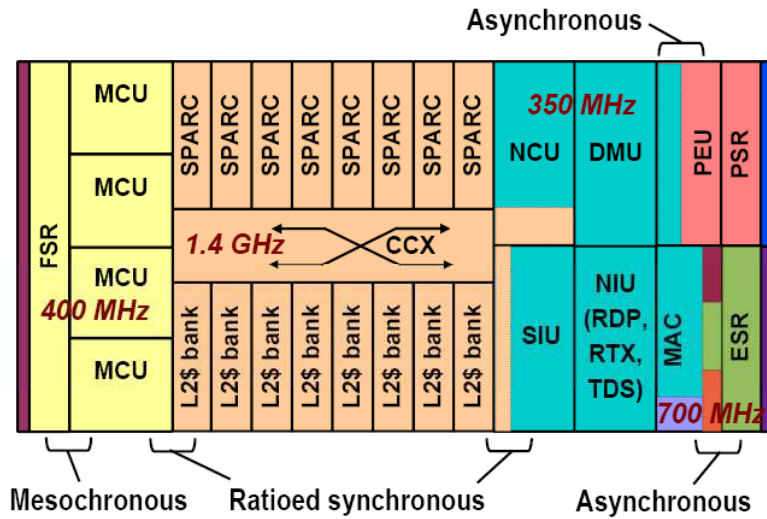 Asynchronous
MCU
MCU
MCU
MCU
FSR
400 MHz
SPARC
SPARC
SPARC
SPARC
SPARC
SPARC
SPARC
SPARC
1.4 GHz
CCX
L2$ bank
L2$ bank
L2$ bank
L2$ bank
L2$ bank
L2$ bank
L2$ bank
L2$ bank
350 MHz
NCU
DMU
PEU
PSR
SIU
NIU
(RDP,
RTX,
TDS)
MAC
ESR
700 MHz
Mesochronous
Ratioed synchronous
Asynchronous